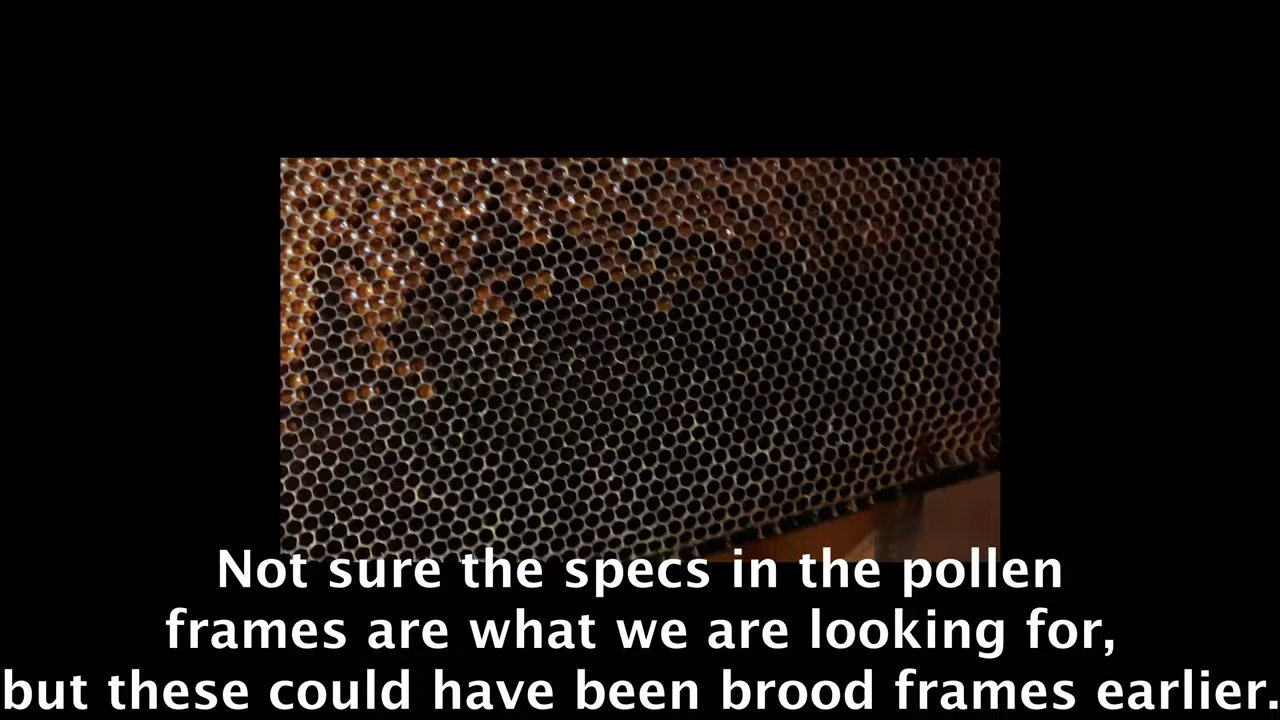 Not sure the specs in the pollen
frames are what we are looking for,
but these could have been brood frames earlier.